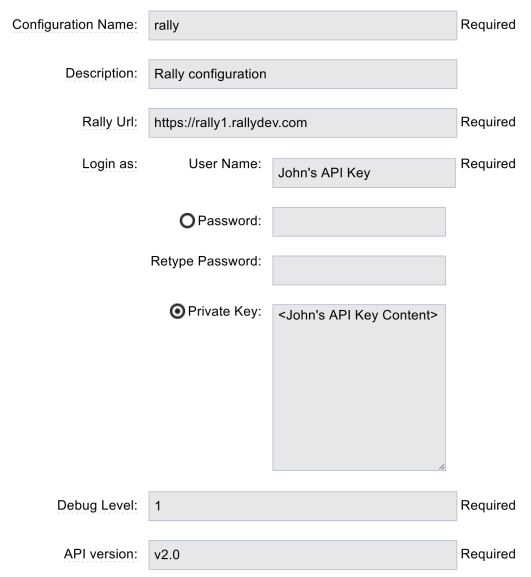 Configuration Name: rally Required
Description: Rally configuration
Rally Url: https://rally1.rallydev.com Required
Login as: User Name: John's API Key Required
Password:
Retype Password:
Private Key: <John's API Key Content>
Debug Level: 1 Required
API version: v2.0 Required